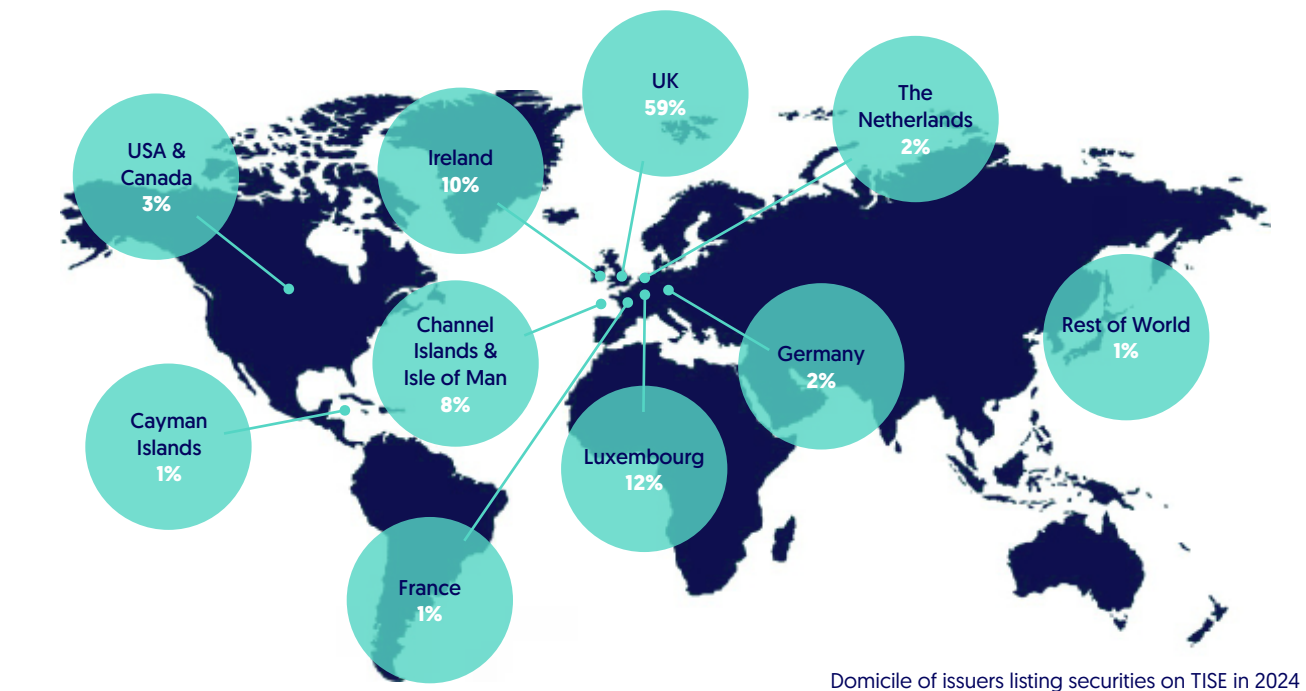 UK
59%
The
Netherlands
2%
USA &
Canada
3%
Ireland
10%
Channel
Islands &
Isle of Man
8%
Rest of World
1%
Germany
2%
Cayman
Islands
1%
Luxembourg
12%
France
1%
Domicile of issuers listing securities on TISE in 2024